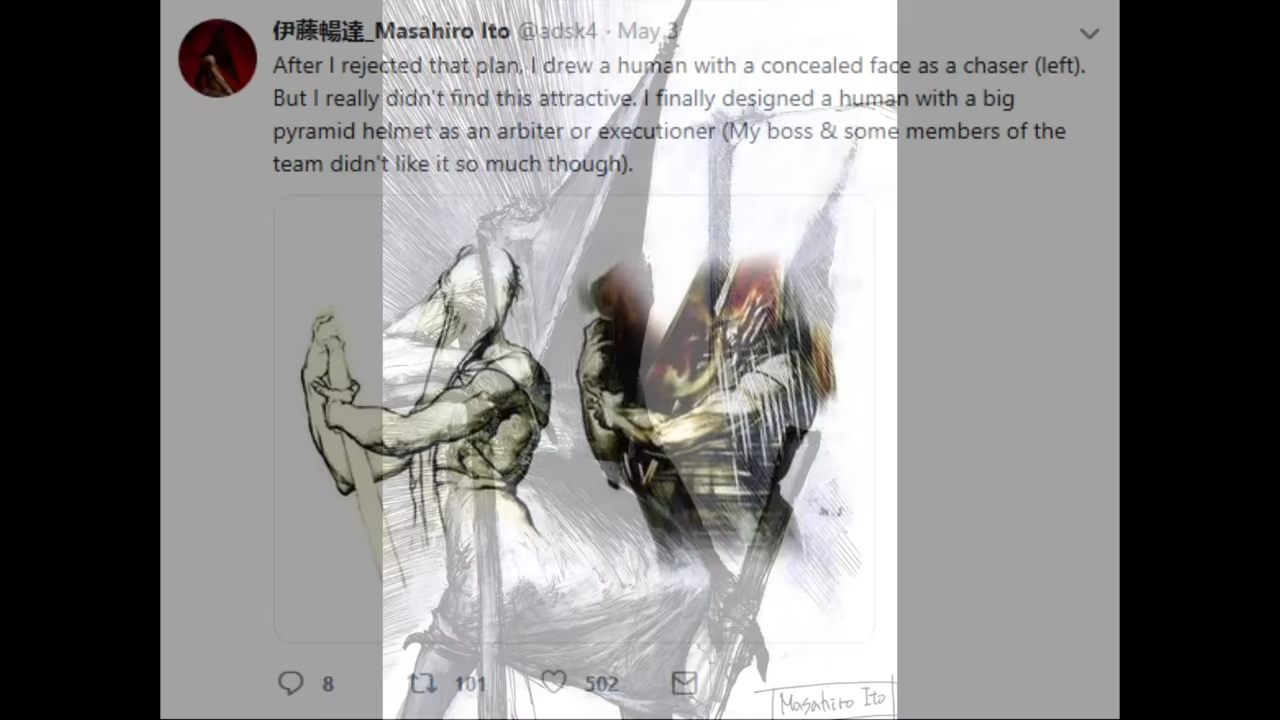 伊藤暢達_Masahiro Ito @adsk4 · May 3
After I rejected that plan, I drew a human with a concealed face as a chaser (left).
But I really didn't find this attractive. I finally designed a human with a big
pyramid helmet as an arbiter or executioner (My boss & some members of the
team didn't like it so much though).
8 101 502
Masahiro Ito